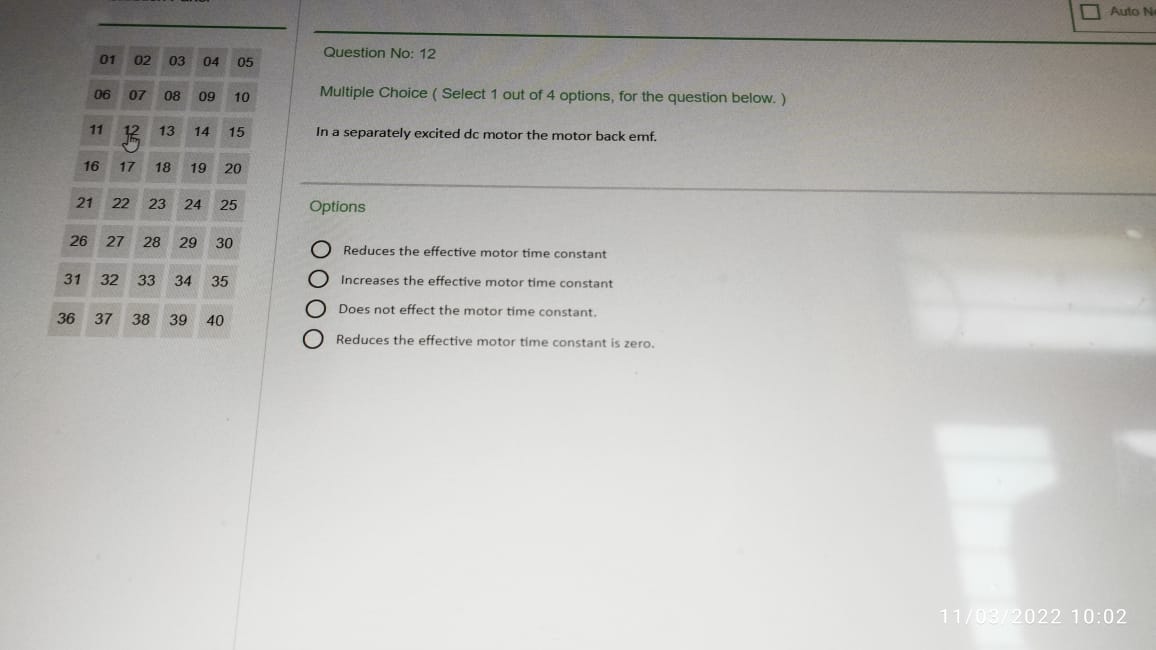 Auto
01 02 03 04 05
06 07 08 09 10
11 12 13 14 15
16 17 18 19 20
21 22 23 24 25
26 27 28 29 30
31 32 33 34 35
36 37 38 39 40
Question No: 12
Multiple Choice ( Select 1 out of 4 options, for the question below. )
In a separately excited dc motor the motor back emf.
Options
Reduces the effective motor time constant
Increases the effective motor time constant
Does not effect the motor time constant.
Reduces the effective motor time constant is zero.
11/03/2022 10:02